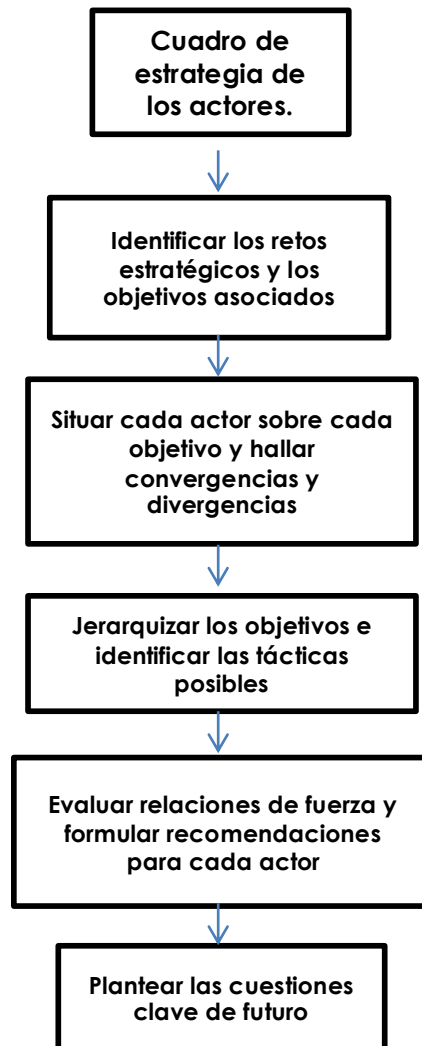 Cuadro de
estrategia de
los actores.
Identificar los retos
estratégicos y los
objetivos asociados
Situar cada actor sobre cada
objetivo y hallar
convergencias y
divergencias
Jerarquizar los objetivos e
identificar las tácticas
posibles
Evaluar relaciones de fuerza y
formular recomendaciones
para cada actor
Plantear las cuestiones
clave de futuro